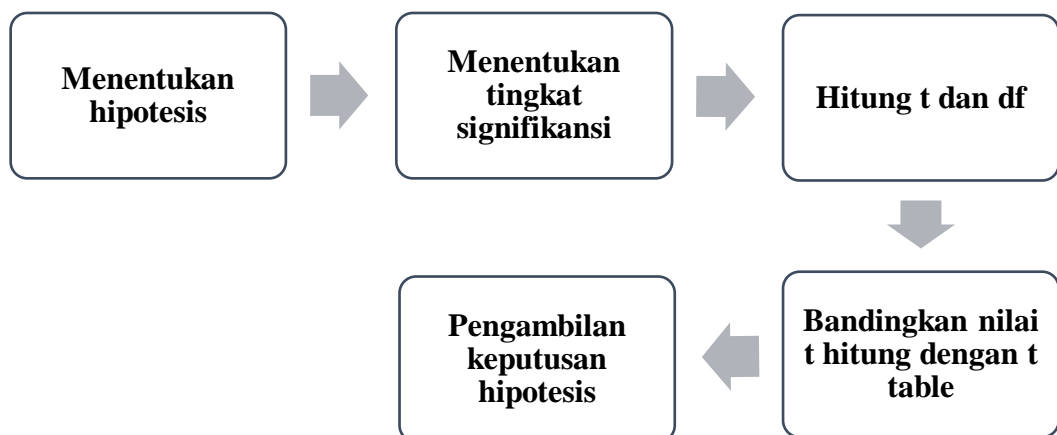 Menentukan
hipotesis
Menentukan
tingkat
signifikansi
Hitung t dan df
Bandingkan nilai
t hitung dengan t
table
Pengambilan
keputusan
hipotesis